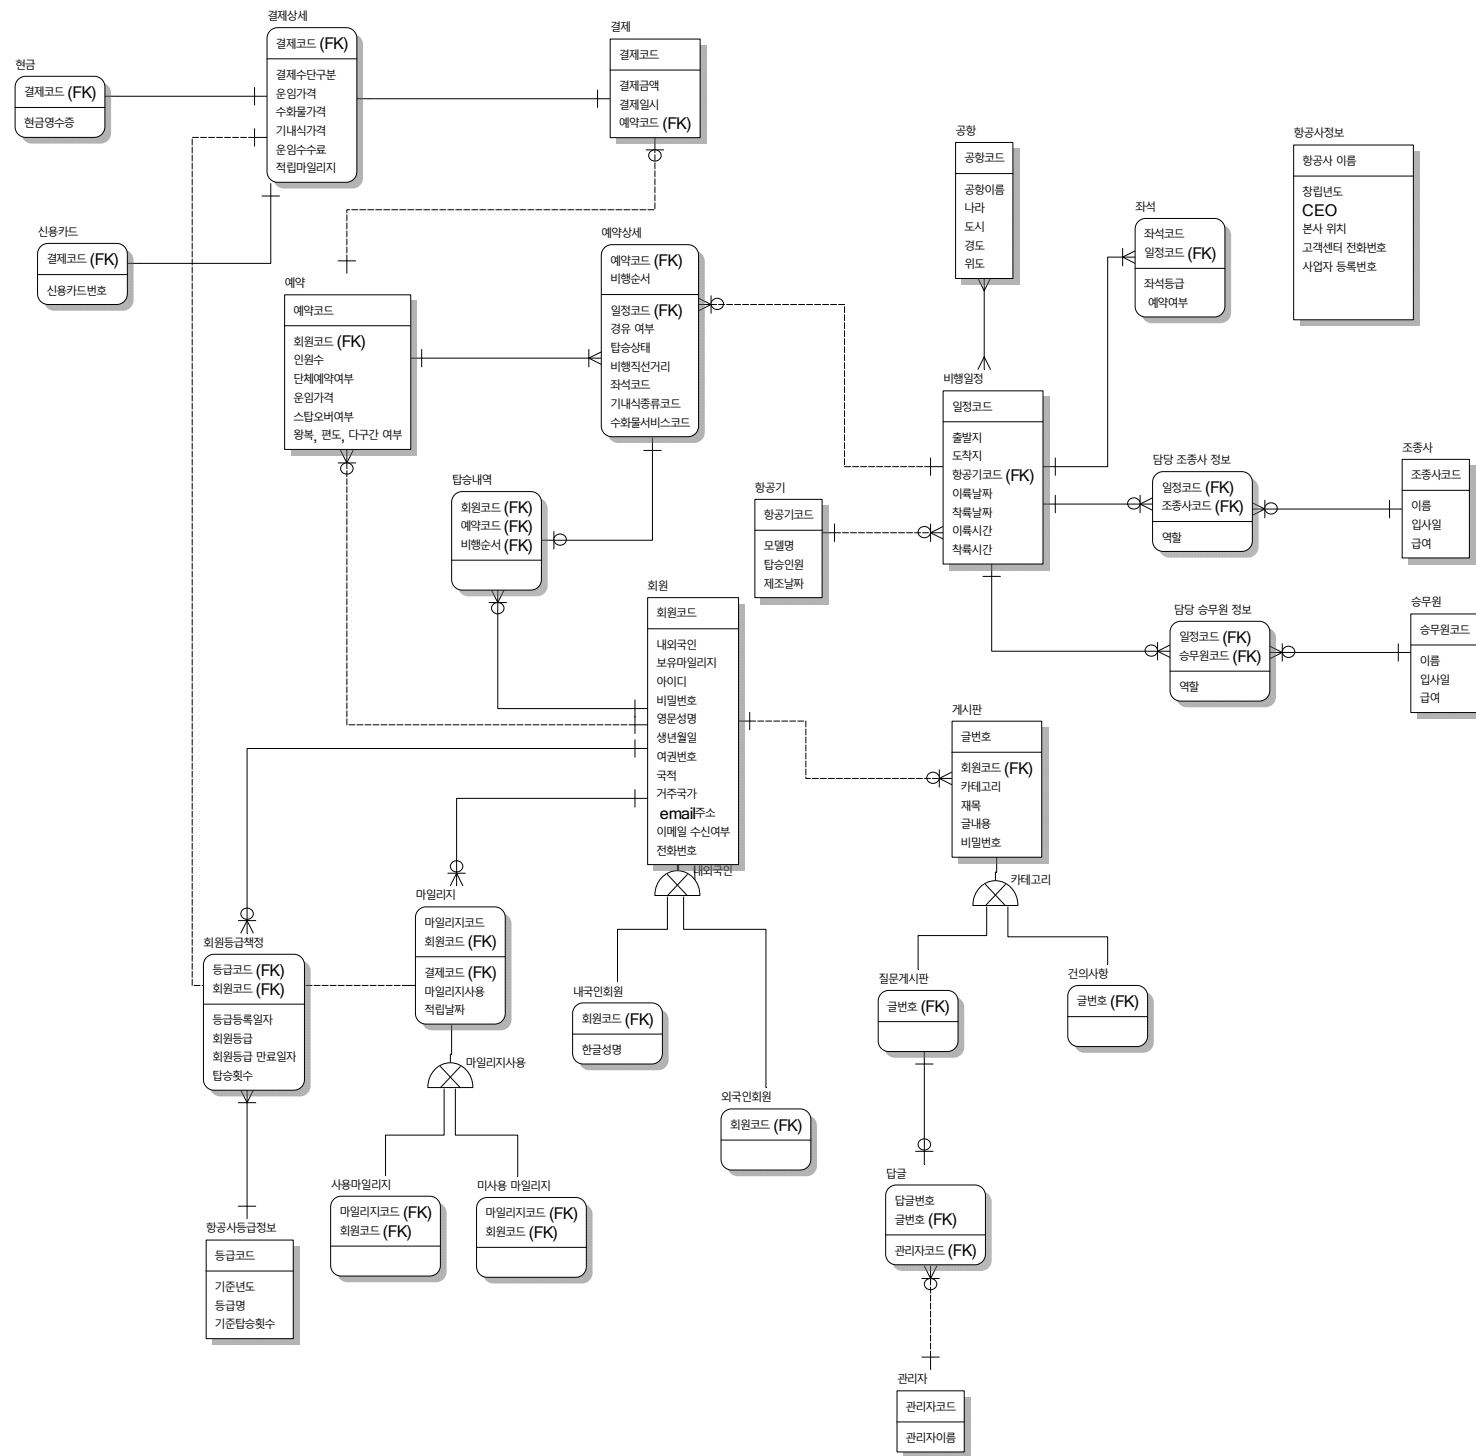 결제상세
결제코드 (FK)
결제수단구분
운임가격
수화물가격
기내식가격
운임수수료
적립마일리지
결제
결제코드
결제금액
결제일시
예약코드 (FK)
현금
결제코드 (FK)
현금영수증
신용카드
결제코드 (FK)
신용카드번호
예약
예약코드
회원코드 (FK)
인원수
단체예약여부
운임가격
스탑오버여부
왕복, 편도, 다구간 여부
예약상세
예약코드 (FK)
비행순서
일정코드 (FK)
경유 여부
탑승상태
비행직선거리
좌석코드
기내식종류코드
수화물서비스코드
공항
공항코드
공항이름
나라
도시
경도
위도
좌석
좌석코드
일정코드 (FK)
좌석등급
예약여부
항공사정보
항공사 이름
창립년도
CEO
본사 위치
고객센터 전화번호
사업자 등록번호
비행일정
일정코드
출발지
도착지
항공기코드 (FK)
이륙날짜
착륙날짜
이륙시간
착륙시간
담당 조종사 정보
일정코드 (FK)
조종사코드 (FK)
역할
조종사
조종사코드
이름
입사일
급여
항공기
항공기코드
모델명
탑승인원
제조날짜
탑승내역
회원코드 (FK)
예약코드 (FK)
비행순서 (FK)
담당 승무원 정보
일정코드 (FK)
승무원코드 (FK)
역할
승무원
승무원코드
이름
입사일
급여
회원
회원코드
내외국인
보유마일리지
아이디
비밀번호
영문성명
생년월일
여권번호
국적
거주국가
email주소
이메일 수신여부
전화번호
내외국인
게시판
글번호
회원코드 (FK)
카테고리
재목
글내용
비밀번호
카테고리
마일리지
마일리지코드
회원코드 (FK)
결제코드 (FK)
마일리지사용
적립날짜
마일리지사용
회원등급책정
등급코드 (FK)
회원코드 (FK)
등급등록일자
회원등급
회원등급 만료일자
탑승횟수
내국인회원
회원코드 (FK)
한글성명
외국인회원
회원코드 (FK)
질문게시판
글번호 (FK)
건의사항
글번호 (FK)
사용마일리지
마일리지코드 (FK)
회원코드 (FK)
미사용 마일리지
마일리지코드 (FK)
회원코드 (FK)
답글
답글번호
글번호 (FK)
관리자코드 (FK)
항공사등급정보
등급코드
기준년도
등급명
기준탑승횟수
관리자
관리자코드
관리자이름